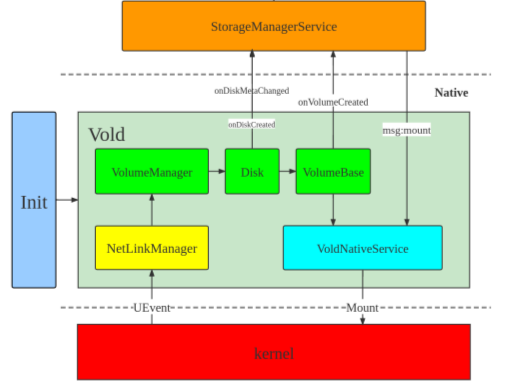 StorageManagerService
onDiskMetaChanged
Native
onVolumeCreated
onDiskCreated
msg:mount
Vold
VolumeManager
Disk
VolumeBase
Init
NetLinkManager
VoldNativeService
UEvent
Mount
kernel